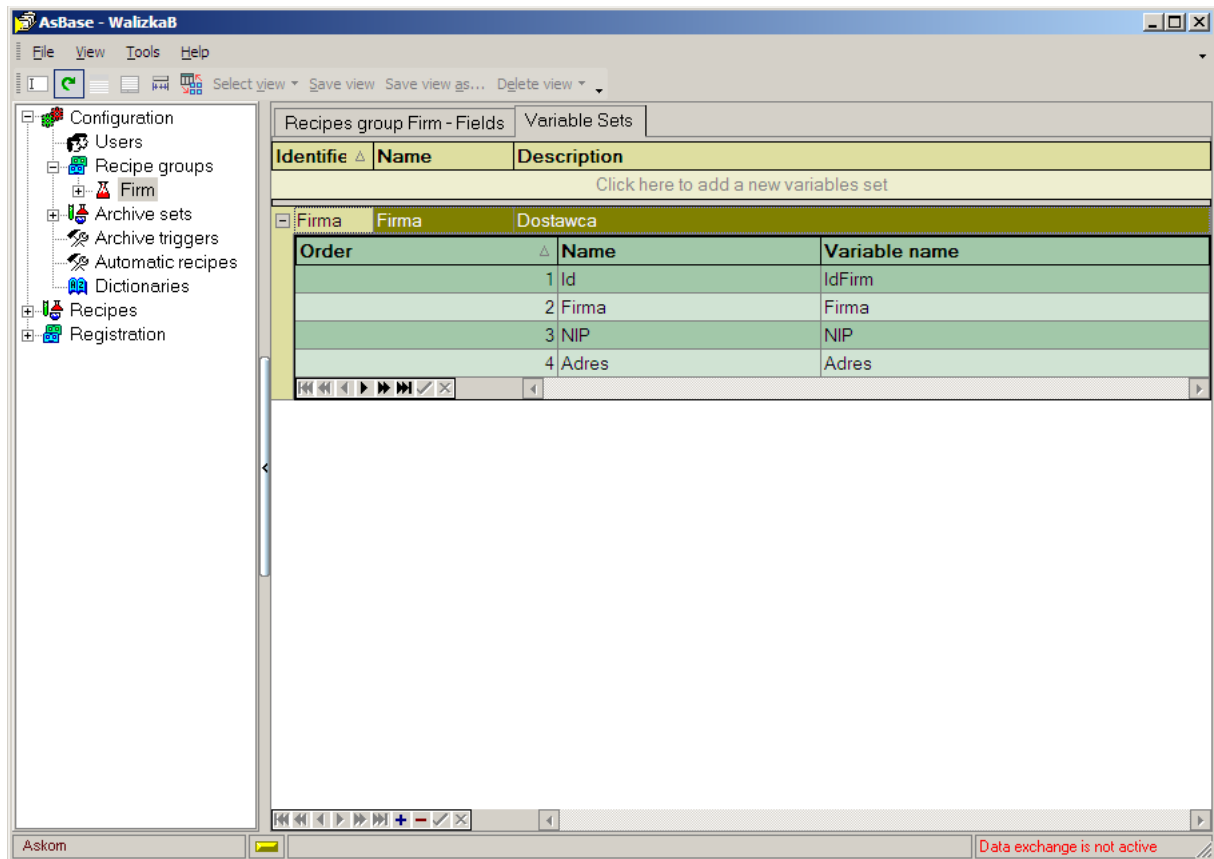 AsBase - WalizkaB
File View Tools Help
Select view Save view Save view as... Delete view
Configuration
Users
Recipe groups
Firm
Archive sets
Archive triggers
Automatic recipes
Dictionaries
Recipes
Registration
Recipes group Firm - Fields Variable Sets
Identifie Name Description
Click here to add a new variables set
Firma Firma Dostawca
Order Name Variable name
1 Id IdFirm
2 Firma Firma
3 NIP NIP
4 Adres Adres
Askom Data exchange is not active